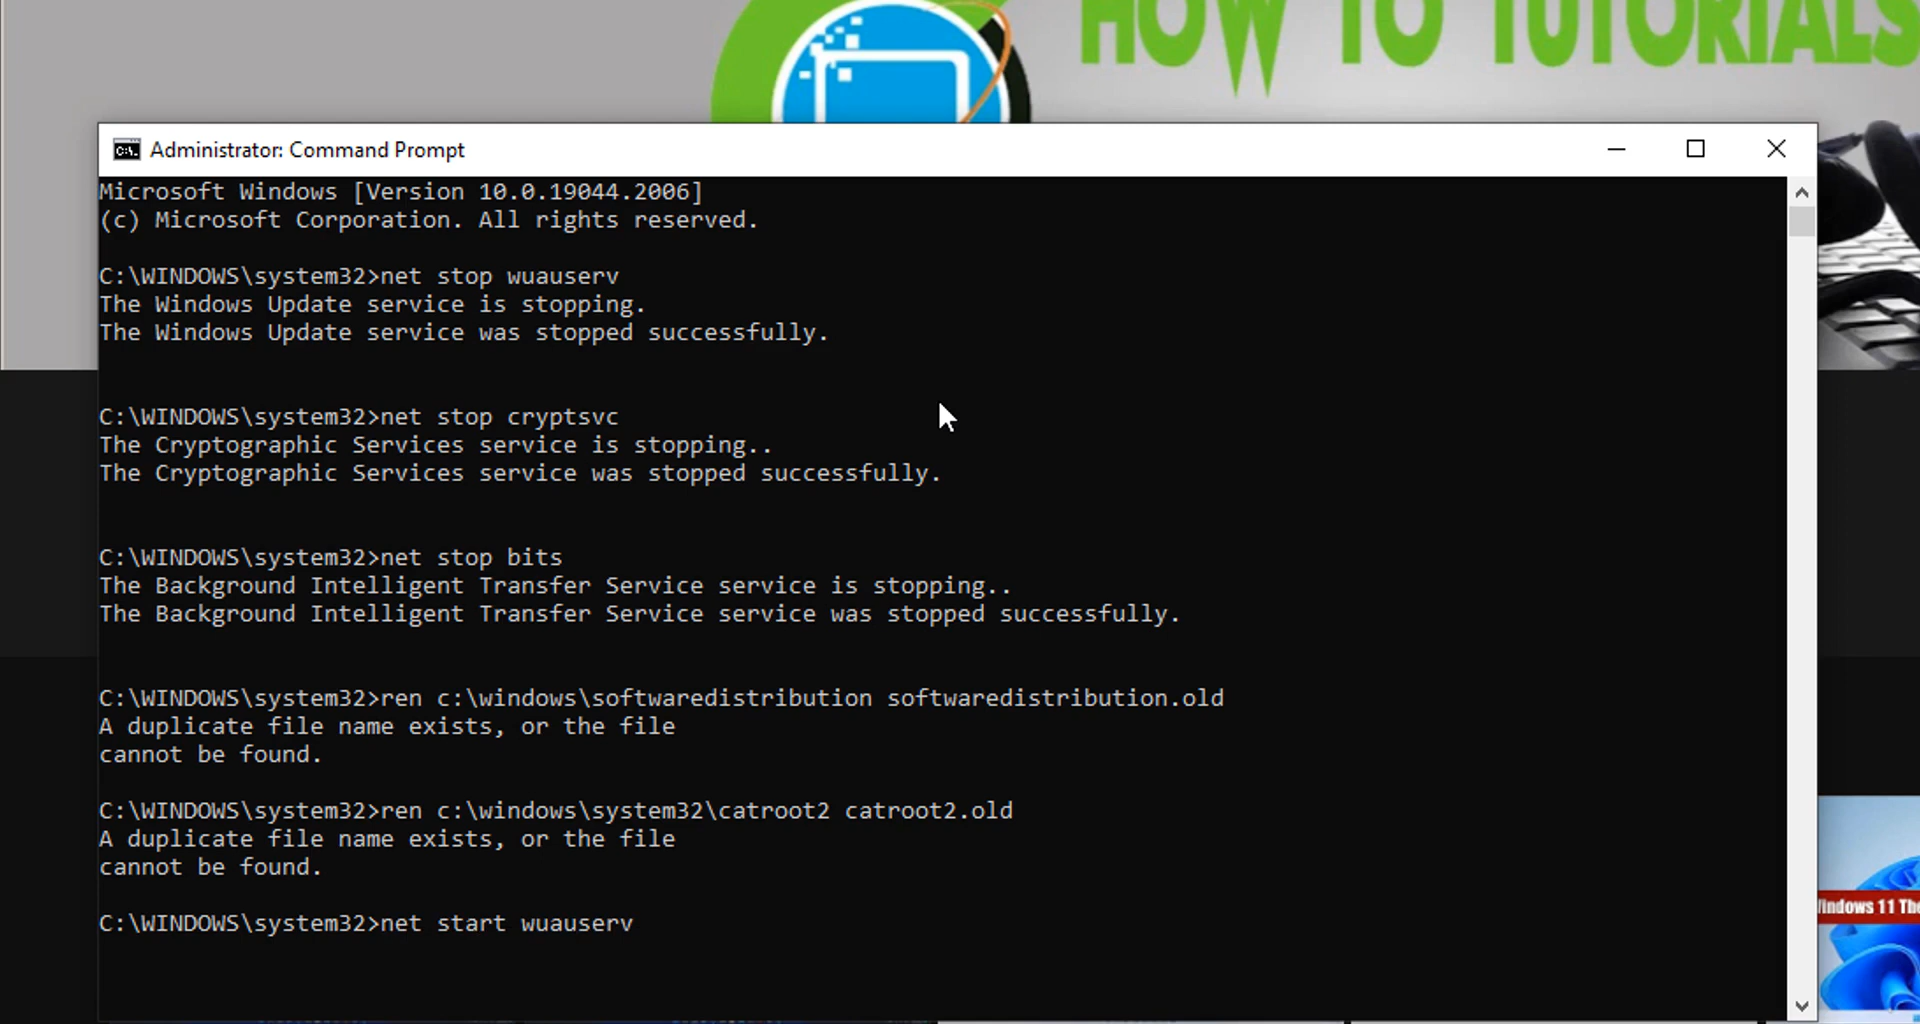 HOW TO TUTORIALS
Administrator: Command Prompt
Microsoft Windows [Version 10.0.19044.2006]
(c) Microsoft Corporation. All rights reserved.
C:\WINDOWS\system32>net stop wuauserv
The Windows Update service is stopping.
The Windows Update service was stopped successfully.
C:\WINDOWS\system32>net stop cryptsvc
The Cryptographic Services service is stopping..
The Cryptographic Services service was stopped successfully.
C:\WINDOWS\system32>net stop bits
The Background Intelligent Transfer Service service is stopping..
The Background Intelligent Transfer Service service was stopped successfully.
C:\WINDOWS\system32>ren c:\windows\softwaredistribution softwaredistribution.old
A duplicate file name exists, or the file
cannot be found.
C:\WINDOWS\system32>ren c:\windows\system32\catroot2 catroot2.old
A duplicate file name exists, or the file
cannot be found.
C:\WINDOWS\system32>net start wuauserv
indows 11 The